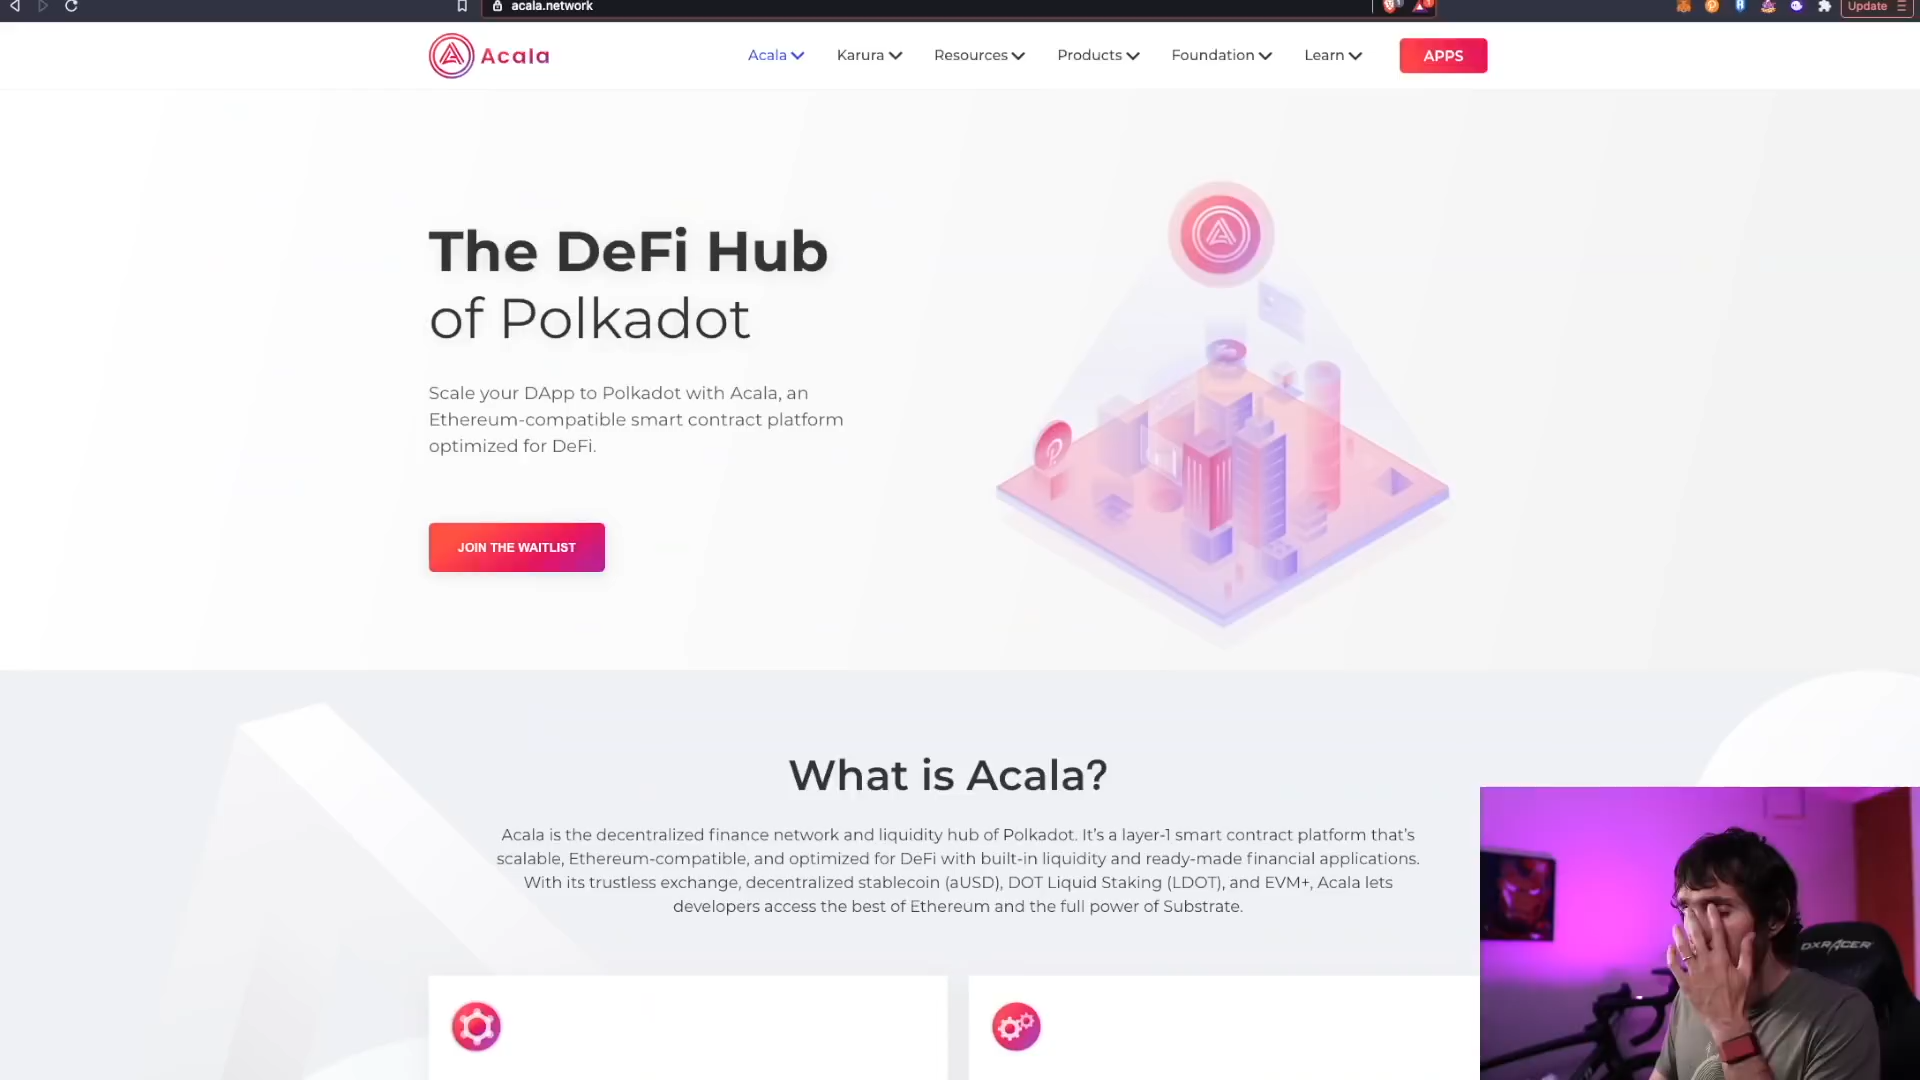 acala.network
Update
Acala
Acala
Karura
Resources
Products
Foundation
Learn
APPS
The DeFi Hub
of Polkadot
Scale your DApp to Polkadot with Acala, an
Ethereum-compatible smart contract platform
optimized for DeFi.
JOIN THE WAITLIST
What is Acala?
Acala is the decentralized finance network and liquidity hub of Polkadot. It’s a layer-1 smart contract platform that’s
scalable, Ethereum-compatible, and optimized for DeFi with built-in liquidity and ready-made financial applications.
With its trustless exchange, decentralized stablecoin (aUSD), DOT Liquid Staking (LDOT), and EVM+, Acala lets
developers access the best of Ethereum and the full power of Substrate.
DXRACER